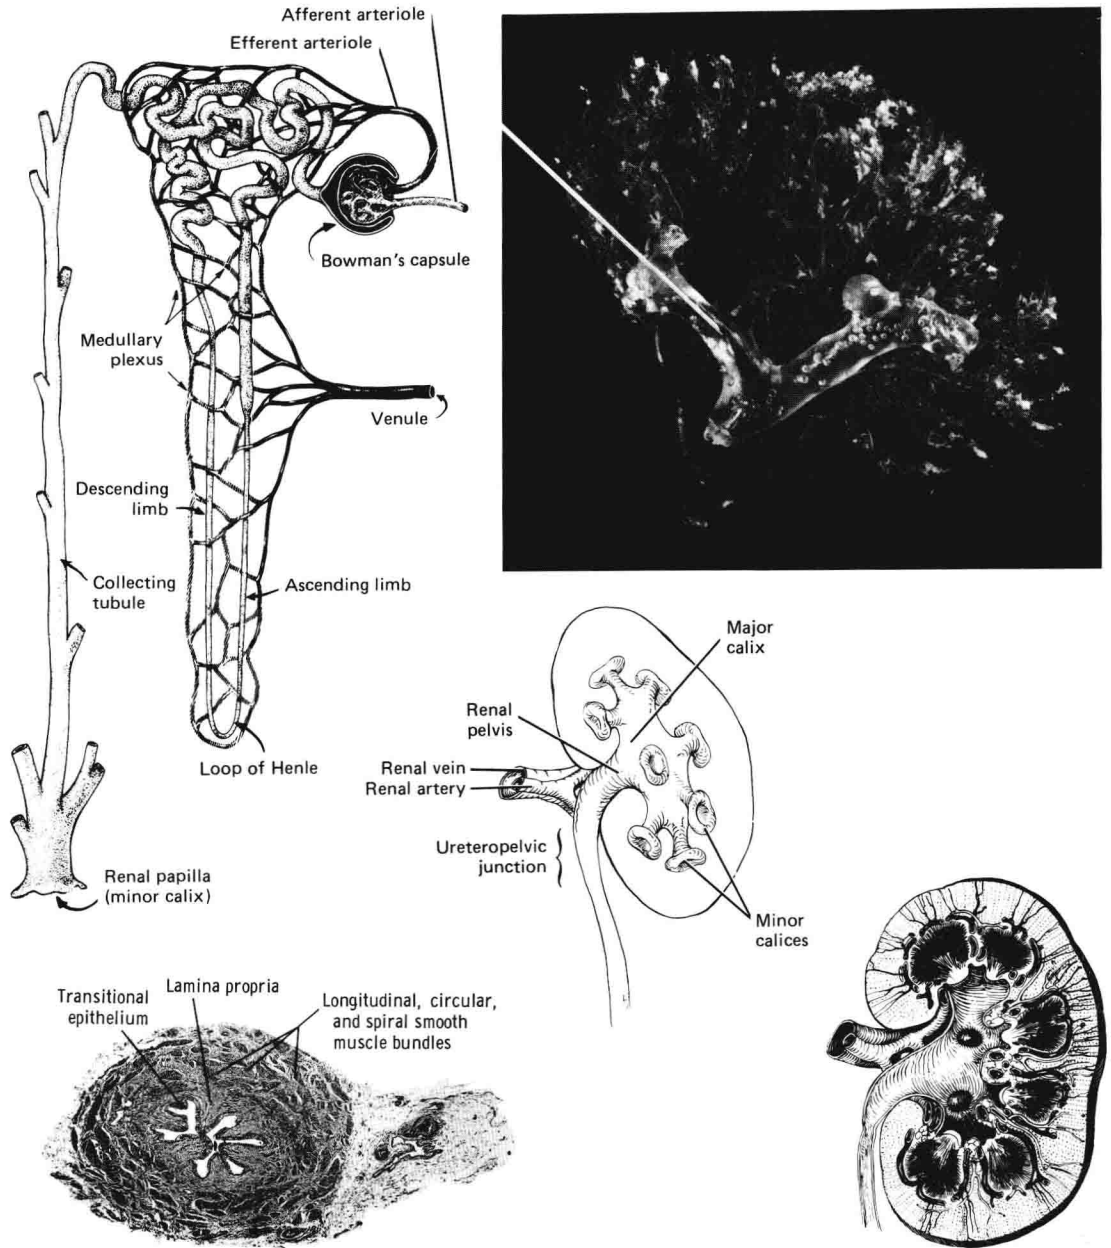 Afferent arteriole
Efferent arteriole
Bowman's capsule
Medullary
plexus
Venule
Descending
limb
Collecting
tubule
Ascending limb
Loop of Henle
Renal papilla
(minor calix)
Major
calix
Renal
pelvis
Renal vein
Renal artery
Ureteropelvic
junction
Minor
calices
Transitional
epithelium
Lamina propria
Longitudinal, circular,
and spiral smooth
muscle bundles